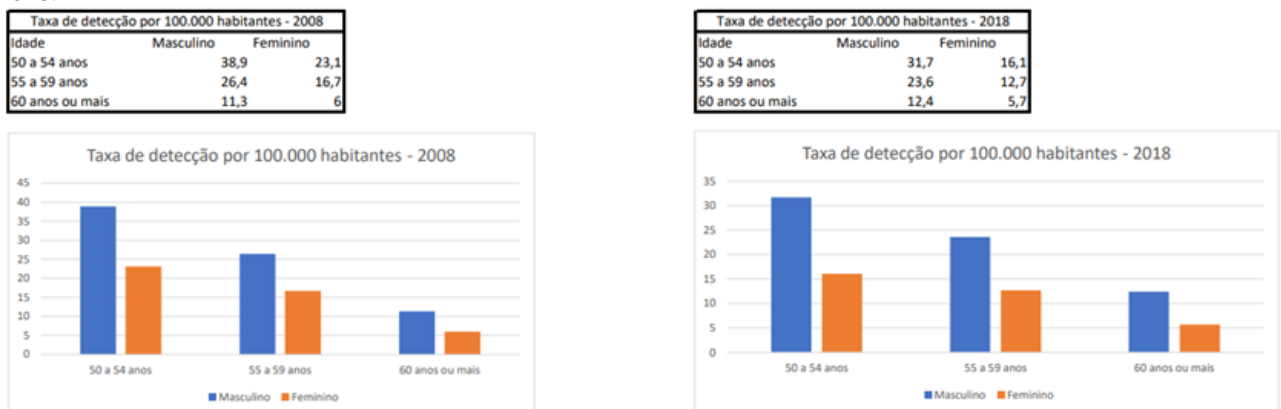 Taxa de detecção por 100.000 habitantes - 2008
Idade Masculino Feminino
50 a 54 anos 38,9 23,1
55 a 59 anos 26,4 16,7
60 anos ou mais 11,3 6
Taxa de detecção por 100.000 habitantes - 2008
45
40
35
30
25
20
15
10
5
0
50 a 54 anos 55 a 59 anos 60 anos ou mais
Masculino Feminino
Taxa de detecção por 100.000 habitantes - 2018
Idade Masculino Feminino
50 a 54 anos 31,7 16,1
55 a 59 anos 23,6 12,7
60 anos ou mais 12,4 5,7
Taxa de detecção por 100.000 habitantes - 2018
35
30
25
20
15
10
5
0
50 a 54 anos 55 a 59 anos 60 anos ou mais
Masculino Feminino